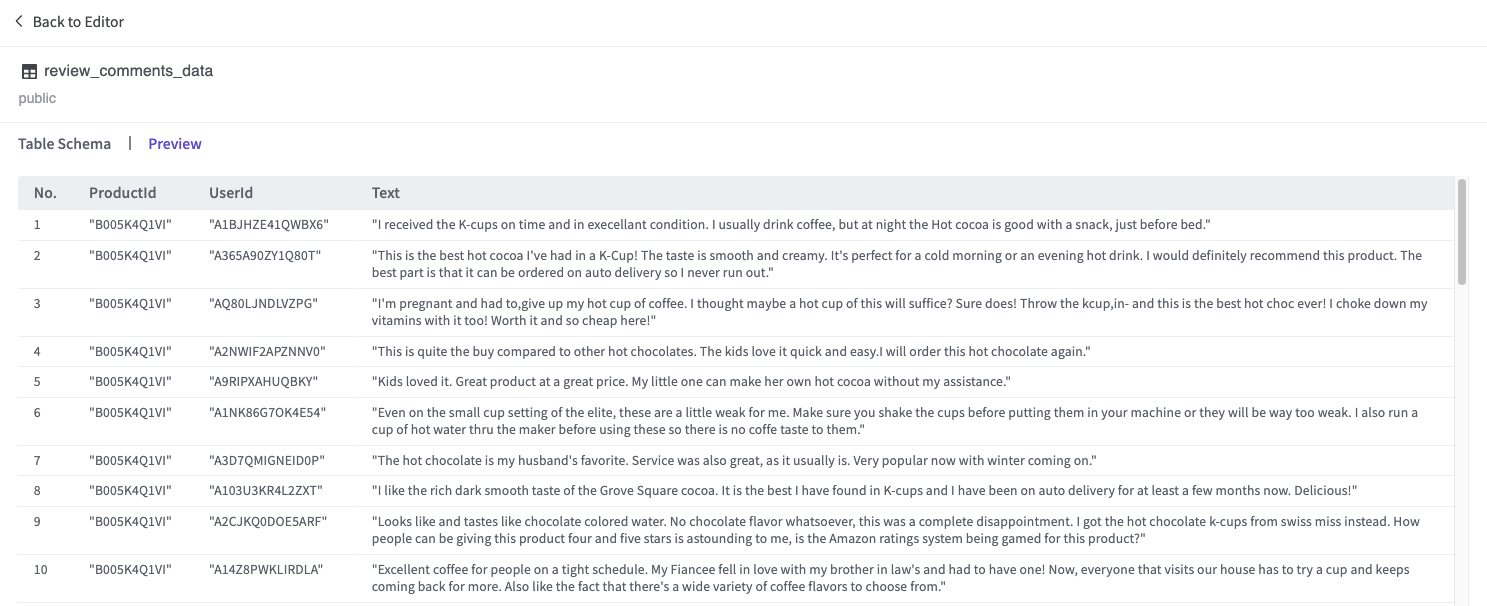 Back to Editor
review_comments_data
public
Table Schema | Preview
No. ProductId UserId Text
1 "B005K4Q1VI" "A1BJHZE41QWBX6" "I received the K-cups on time and in execellant condition. I usually drink coffee, but at night the Hot cocoa is good with a snack, just before bed."
2 "B005K4Q1VI" "A365A90ZY1Q80T" "This is the best hot cocoa I've had in a K-Cup! The taste is smooth and creamy. It's perfect for a cold morning or an evening hot drink. I would definitely recommend this product. The
best part is that it can be ordered on auto delivery so I never run out."
3 "B005K4Q1VI" "AQ80LJNDLVZPG" "I'm pregnant and had to,give up my hot cup of coffee. I thought maybe a hot cup of this will suffice? Sure does! Throw the kcup,in- and this is the best hot choc ever! I choke down my
vitamins with it too! Worth it and so cheap here!"
4 "B005K4Q1VI" "A2NWIF2APZNNV0" "This is quite the buy compared to other hot chocolates. The kids love it quick and easy.I will order this hot chocolate again."
5 "B005K4Q1VI" "A9RIPXAHUQBKY" "Kids loved it. Great product at a great price. My little one can make her own hot cocoa without my assistance."
6 "B005K4Q1VI" "A1NK86G7OK4E54" "Even on the small cup setting of the elite, these are a little weak for me. Make sure you shake the cups before putting them in your machine or they will be way too weak. I also run a
cup of hot water thru the maker before using these so there is no coffe taste to them."
7 "B005K4Q1VI" "A3D7QMIGNEID0P" "The hot chocolate is my husband's favorite. Service was also great, as it usually is. Very popular now with winter coming on."
8 "B005K4Q1VI" "A103U3KR4L2ZXT" "I like the rich dark smooth taste of the Grove Square cocoa. It is the best I have found in K-cups and I have been on auto delivery for at least a few months now. Delicious!"
9 "B005K4Q1VI" "A2CJKQ0DOE5ARF" "Looks like and tastes like chocolate colored water. No chocolate flavor whatsoever, this was a complete disappointment. I got the hot chocolate k-cups from swiss miss instead. How
people can be giving this product four and five stars is astounding to me, is the Amazon ratings system being gamed for this product?"
10 "B005K4Q1VI" "A14Z8PWKLIRDLA" "Excellent coffee for people on a tight schedule. My Fiancee fell in love with my brother in law's and had to have one! Now, everyone that visits our house has to try a cup and keeps
coming back for more. Also like the fact that there's a wide variety of coffee flavors to choose from."